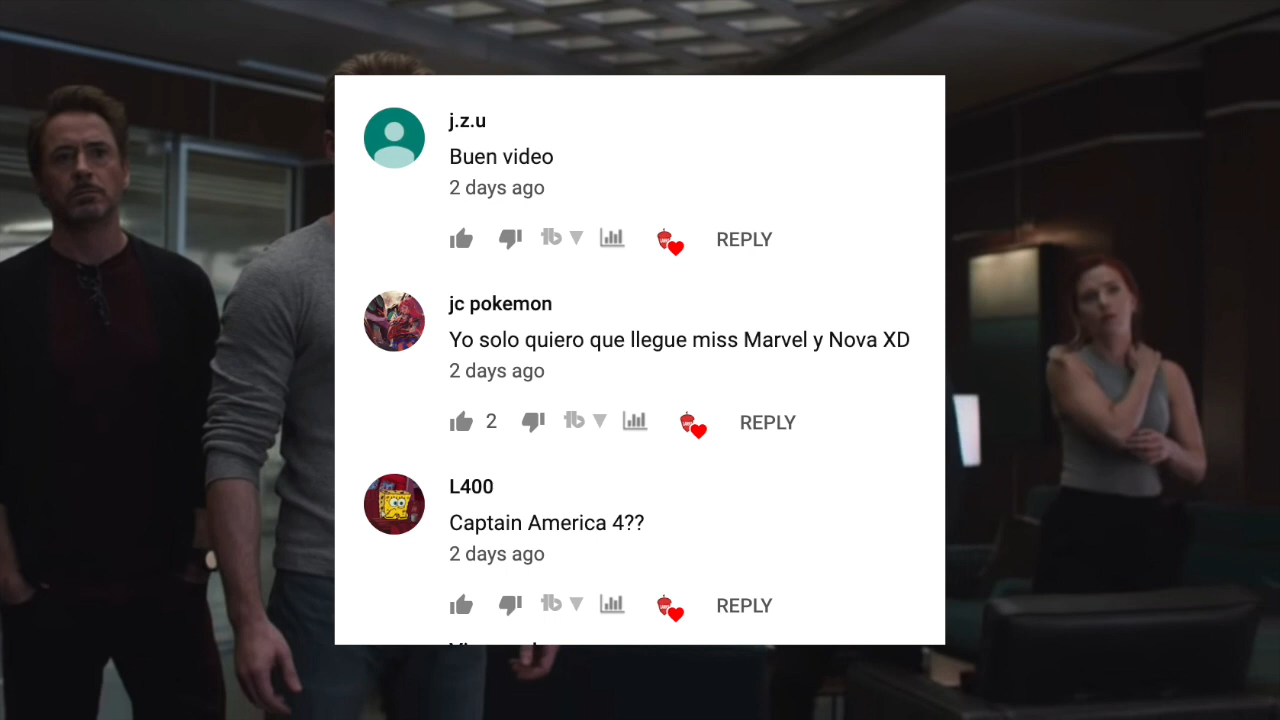 j.z.u
Buen video
2 days ago
REPLY
jc pokemon
Yo solo quiero que llegue miss Marvel y Nova XD
2 days ago
2
REPLY
L400
Captain America 4??
2 days ago
REPLY